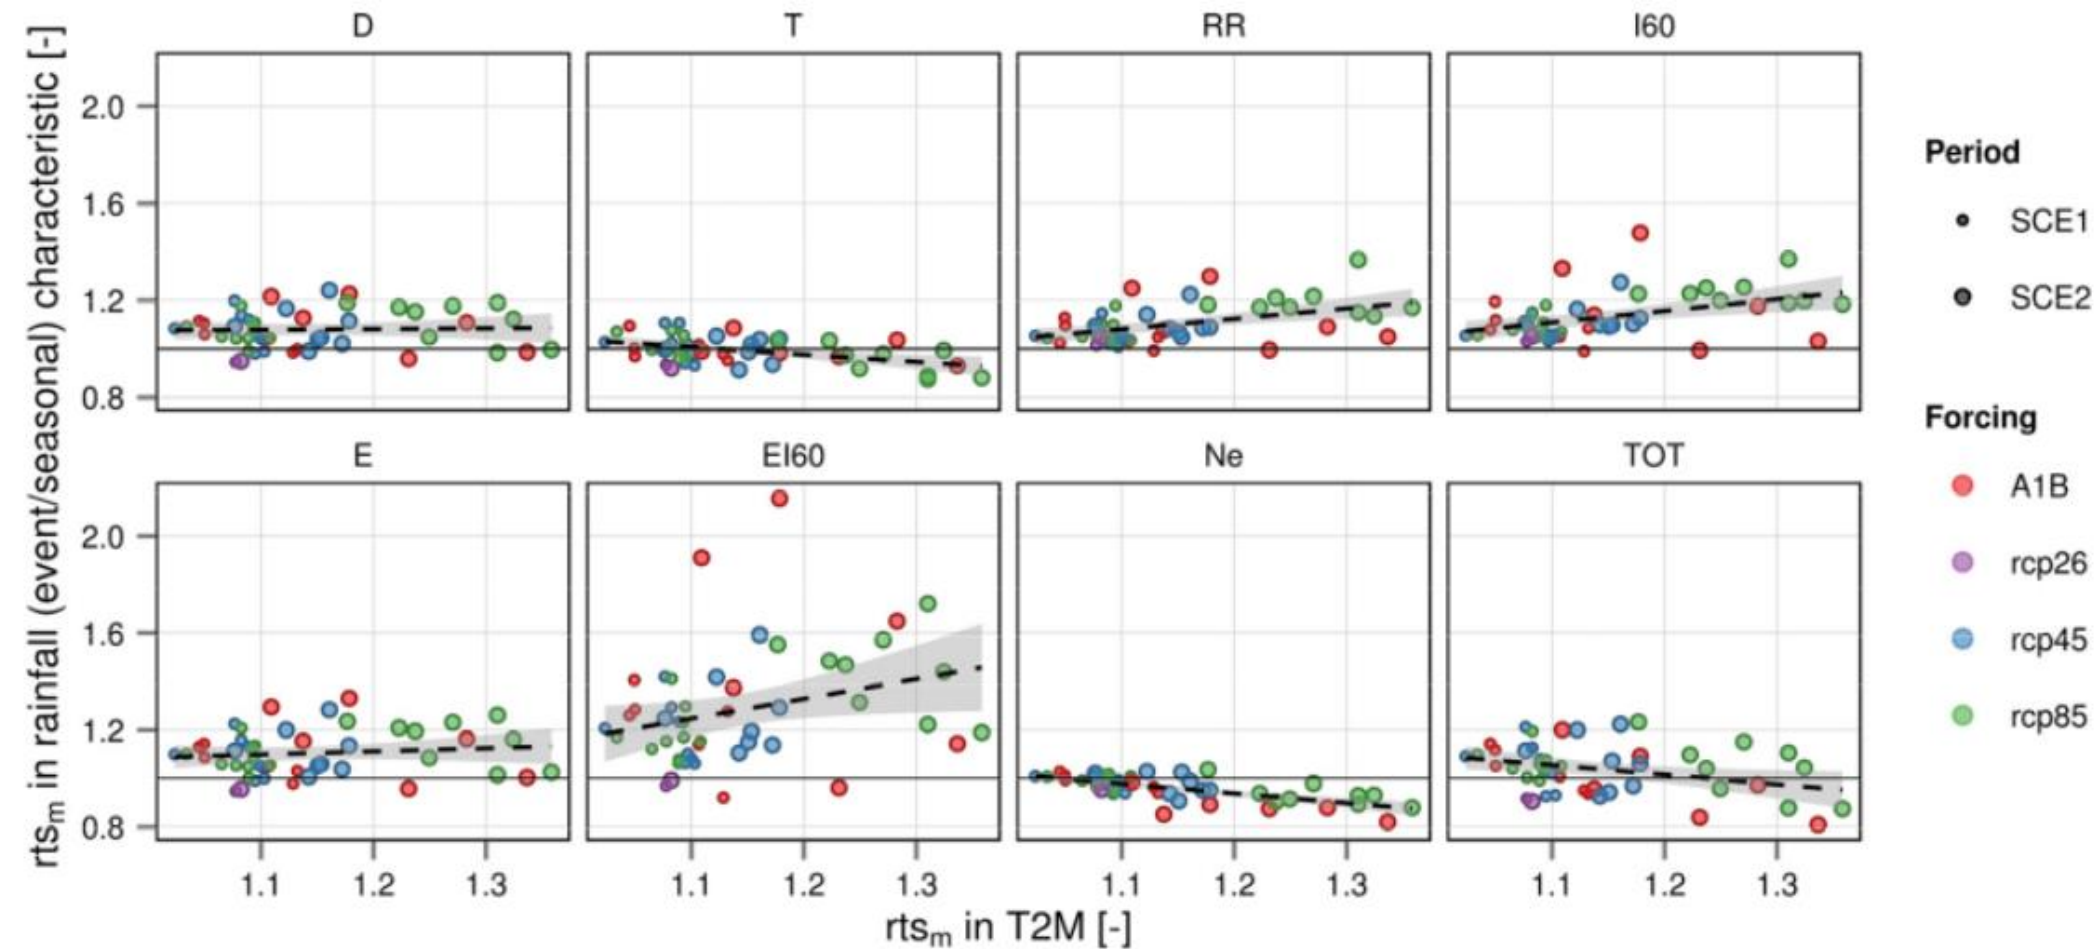 D T RR I60
2.0
1.6
1.2
0.8
E EI60 Ne TOT
2.0
1.6
1.2
0.8
1.1 1.2 1.3 1.1 1.2 1.3 1.1 1.2 1.3 1.1 1.2 1.3
rtsm in T2M [-]
rtsm in rainfall (event/seasonal) characteristic [-]
Period
SCE1
SCE2
Forcing
A1B
rcp26
rcp45
rcp85